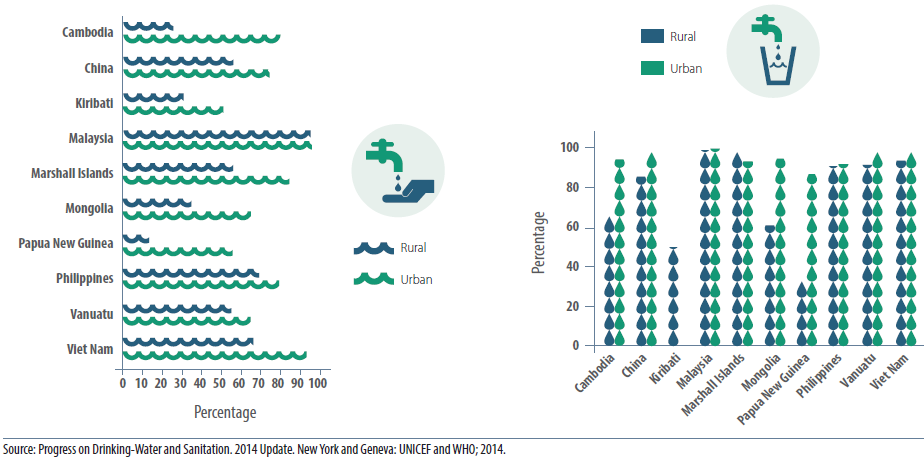 Cambodia
China
Kiribati
Malaysia
Marshall Islands
Mongolia
Papua New Guinea
Philippines
Vanuatu
Viet Nam
0 10 20 30 40 50 60 70 80 90 100
Percentage
Rural
Urban
Rural
Urban
Percentage
100
80
60
40
20
0
Cambodia
China
Kiribati
Malaysia
Marshall Islands
Mongolia
Papua New Guinea
Philippines
Vanuatu
Viet Nam
Source: Progress on Drinking-Water and Sanitation. 2014 Update. New York and Geneva: UNICEF and WHO; 2014.